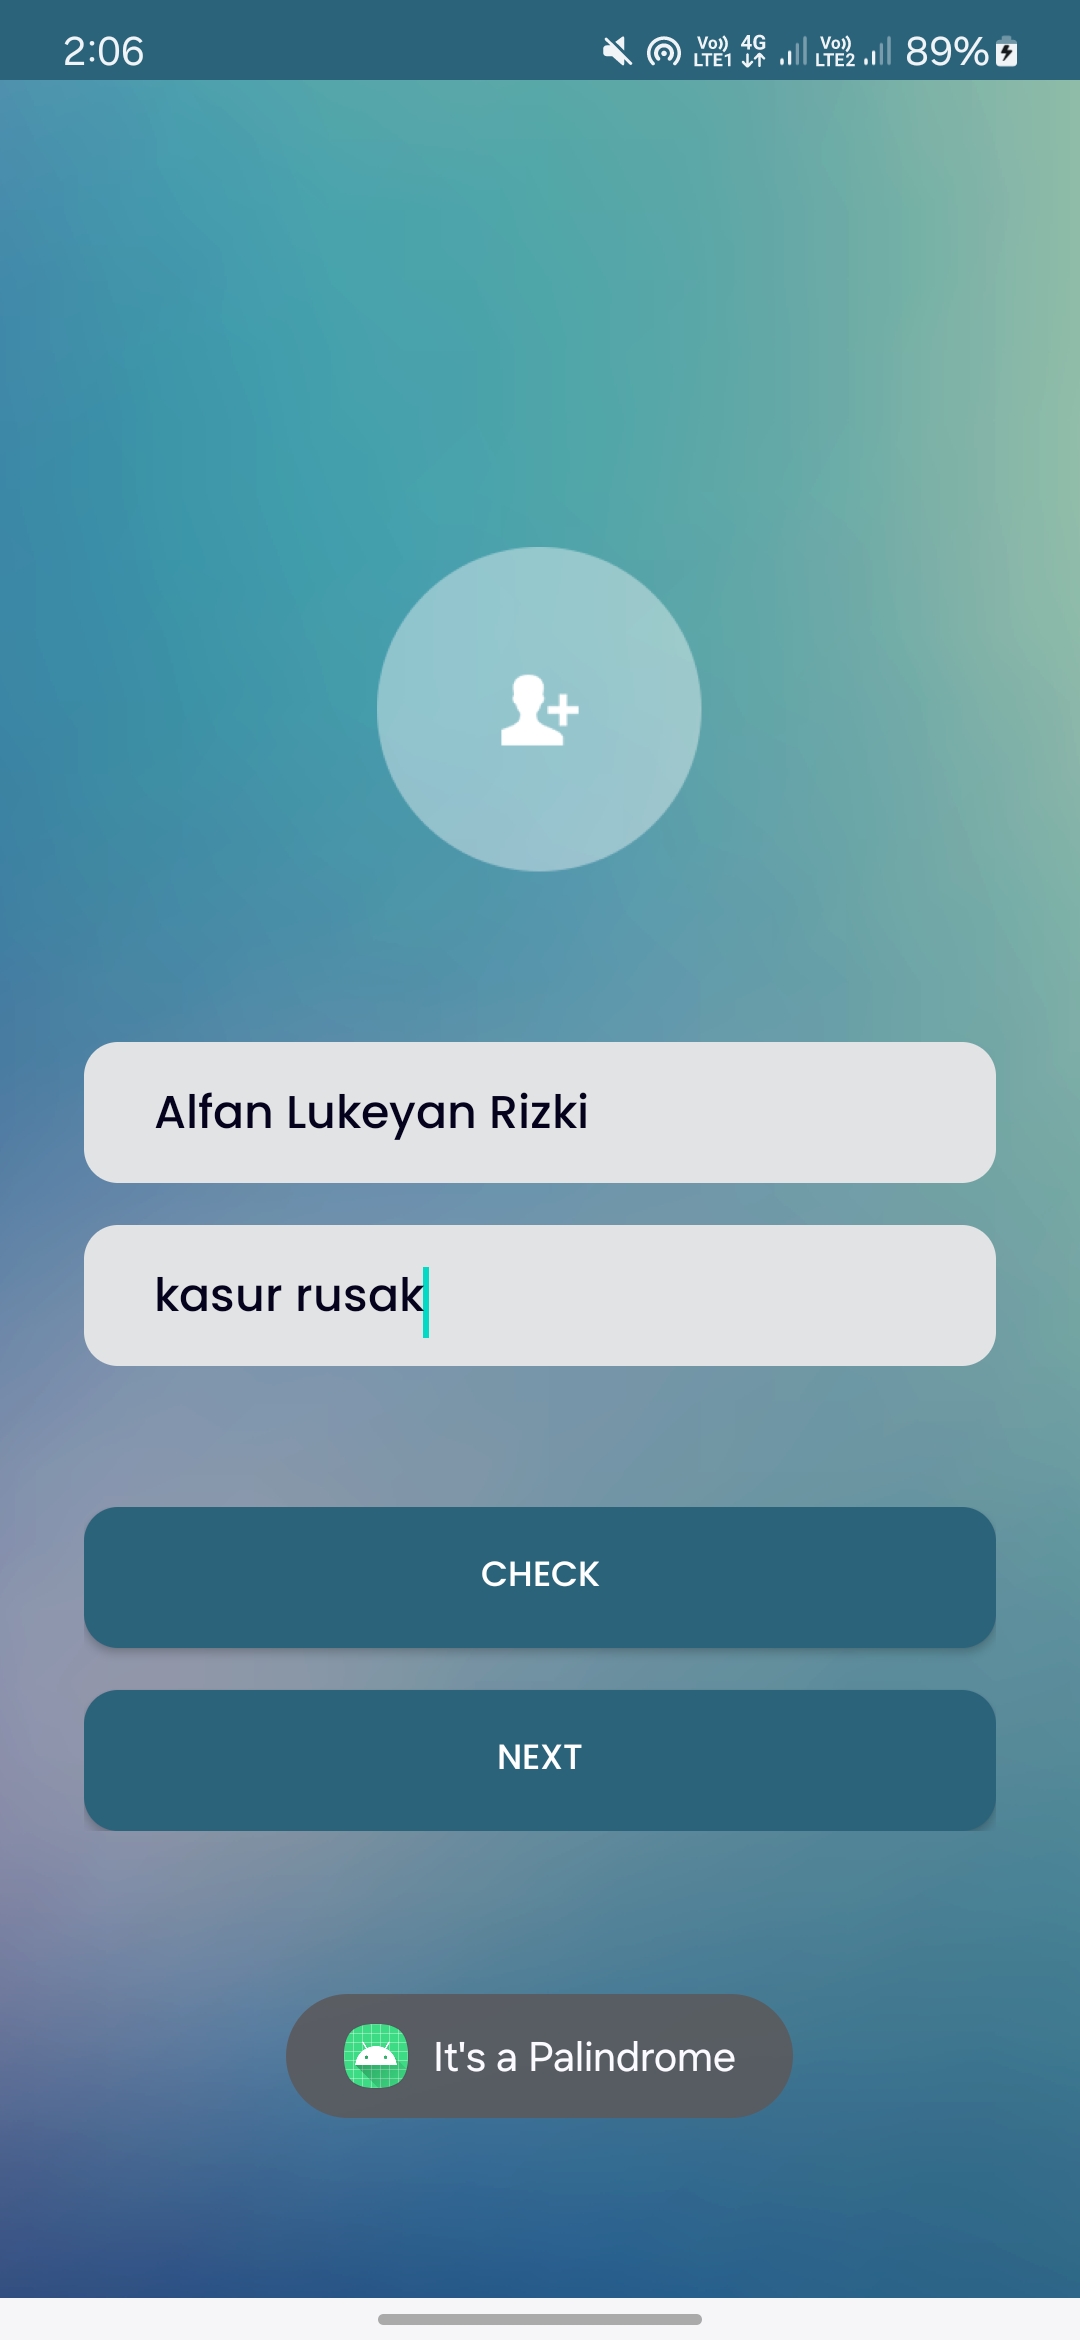 2:06 Vo)) LTE1 4G Vo)) LTE2 89%
Alfan Lukeyan Rizki
kasur rusak
CHECK
NEXT
It's a Palindrome